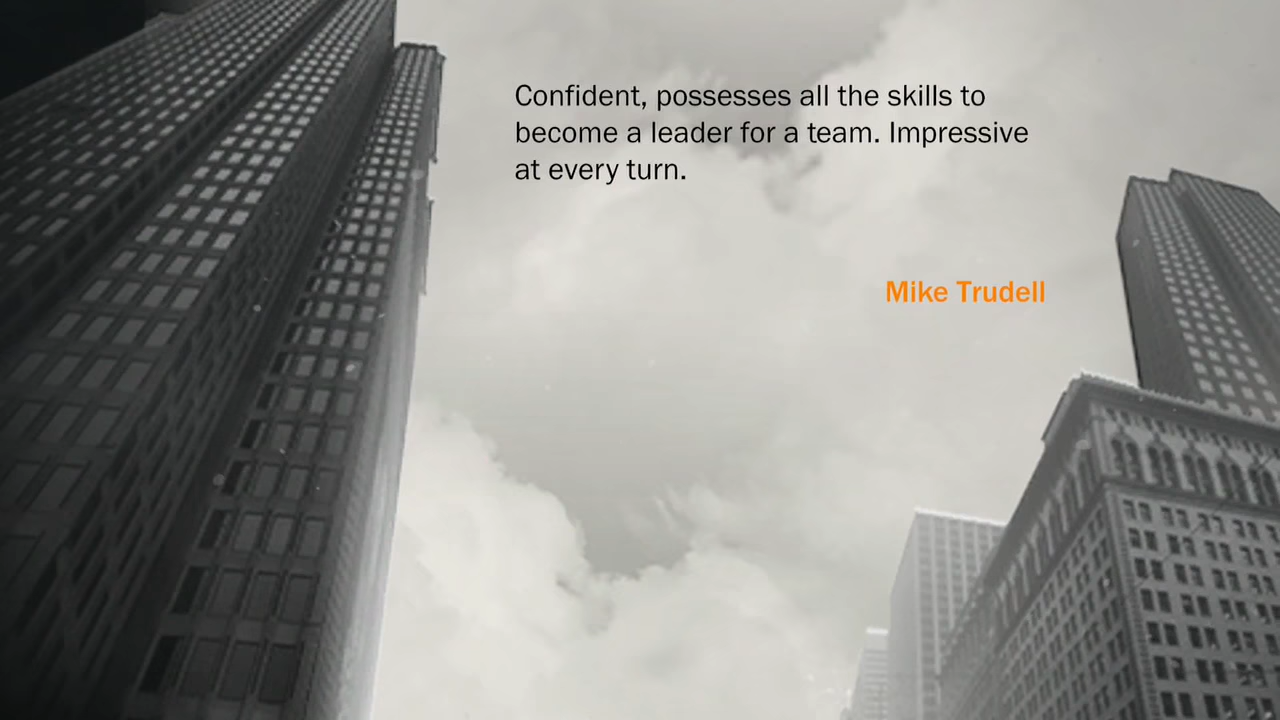 Confident, possesses all the skills to
become a leader for a team. Impressive
at every turn.
Mike Trudell